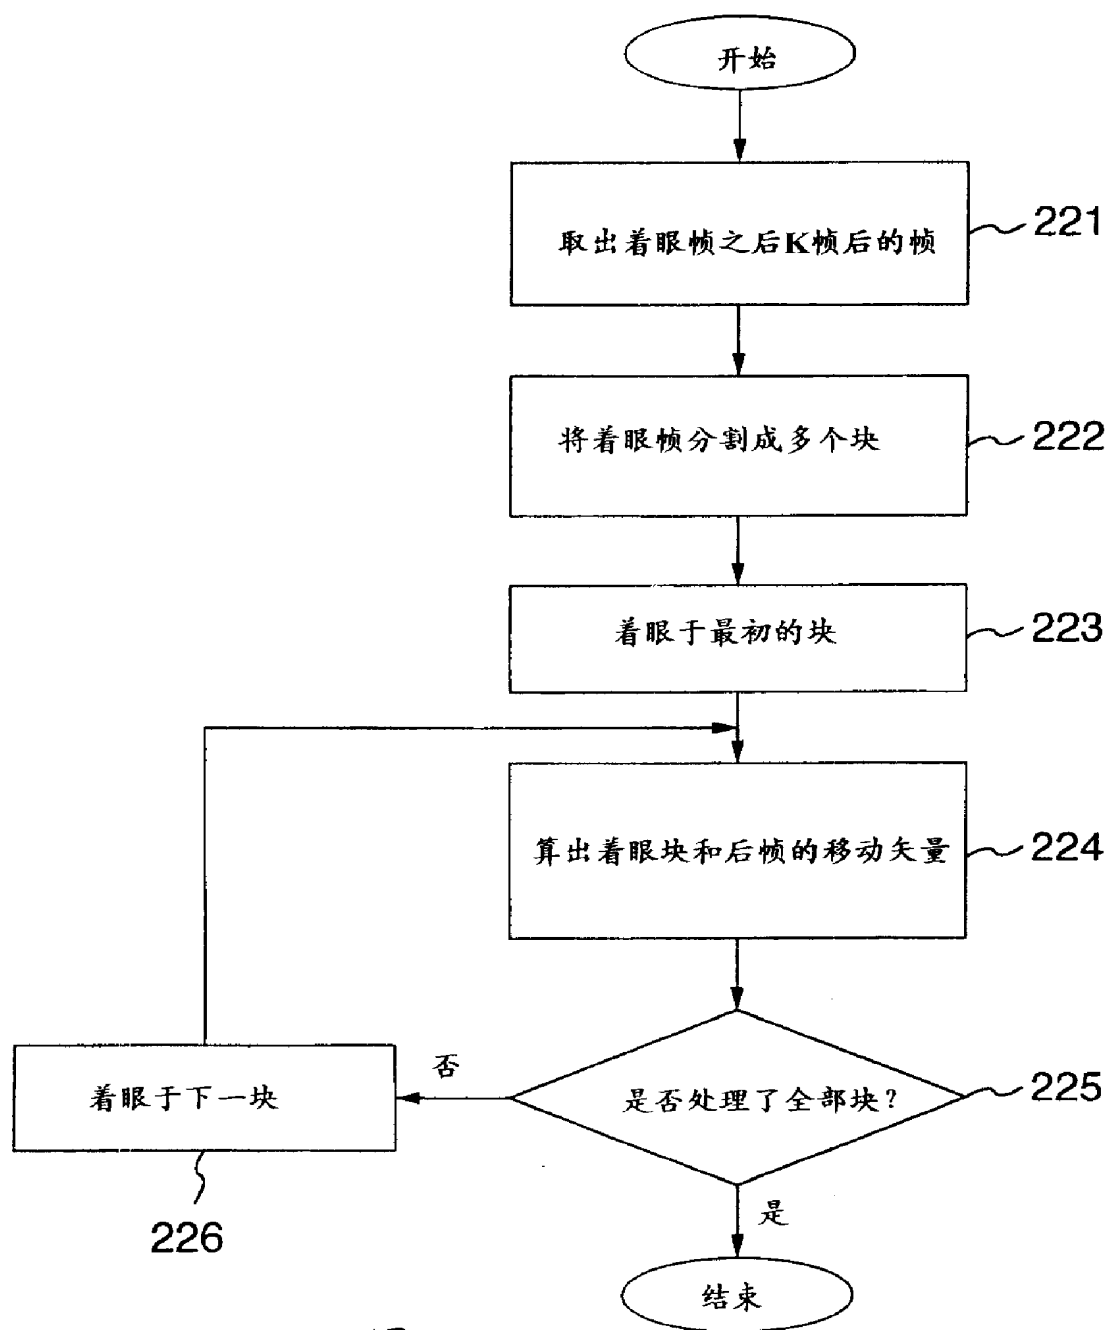 开始
取出着眼帧之后K帧后的帧
221
将着眼帧分割成多个块
222
着眼于最初的块
223
算出着眼块和后帧的移动矢量
224
是否处理了全部块?
225
否
着眼于下一块
226
是
结束